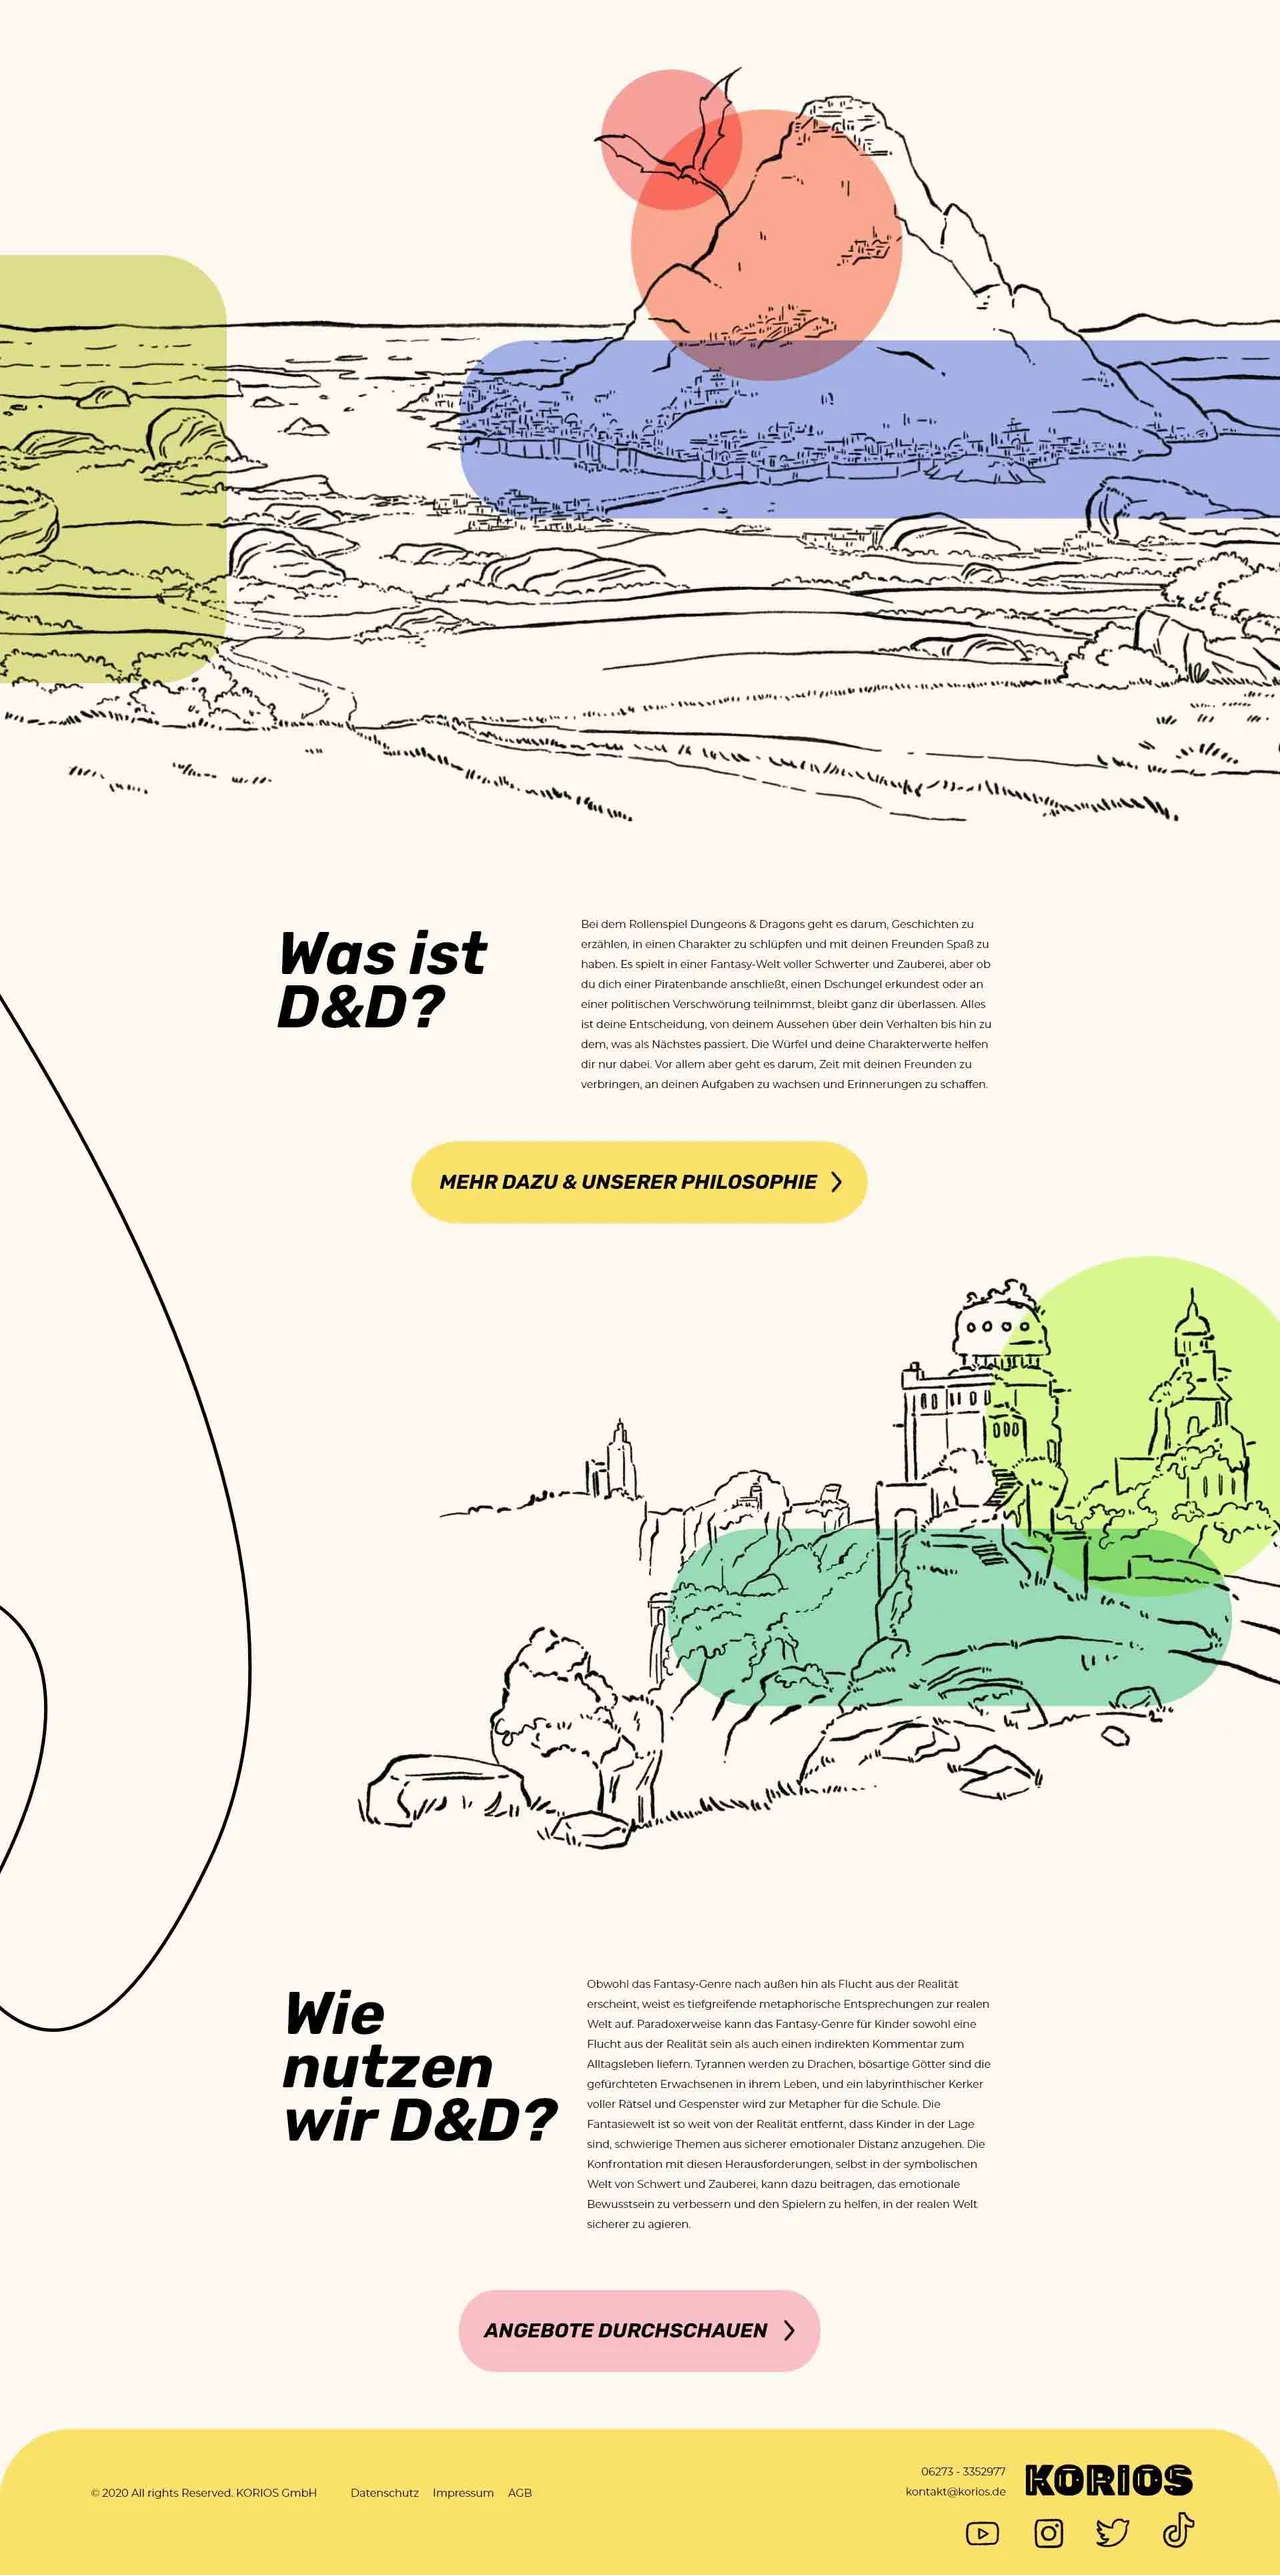 Was ist
D&D?
Bei dem Rollenspiel Dungeons & Dragons geht es darum, Geschichten zu
erzählen, in einen Charakter zu schlüpfen und mit deinen Freunden Spaß zu
haben. Es spielt in einer Fantasy-Welt voller Schwerter und Zauberei, aber ob
du dich einer Piratenbande anschließt, einen Dschungel erkundest oder an
einer politischen Verschwörung teilnimmst, bleibt ganz dir überlassen. Alles
ist deine Entscheidung, von deinem Aussehen über dein Verhalten bis hin zu
dem, was als Nächstes passiert. Die Würfel und deine Charakterwerte helfen
dir nur dabei. Vor allem aber geht es darum, Zeit mit deinen Freunden zu
verbringen, an deinen Aufgaben zu wachsen und Erinnerungen zu schaffen.
MEHR DAZU & UNSERER PHILOSOPHIE
Wie
nutzen
wir D&D?
Obwohl das Fantasy-Genre nach außen hin als Flucht aus der Realität
erscheint, weist es tiefgreifende metaphorische Entsprechungen zur realen
Welt auf. Paradoxerweise kann das Fantasy-Genre für Kinder sowohl eine
Flucht aus der Realität sein als auch einen indirekten Kommentar zum
Alltagsleben liefern. Tyrannen werden zu Drachen, bösartige Götter sind die
gefürchteten Erwachsenen in ihrem Leben, und ein labyrinthischer Kerker
voller Rätsel und Gespenster wird zur Metapher für die Schule. Die
Fantasiewelt ist so weit von der Realität entfernt, dass Kinder in der Lage
sind, schwierige Themen aus sicherer emotionaler Distanz anzugehen. Die
Konfrontation mit diesen Herausforderungen, selbst in der symbolischen
Welt von Schwert und Zauberei, kann dazu beitragen, das emotionale
Bewusstsein zu verbessern und den Spielern zu helfen, in der realen Welt
sicherer zu agieren.
ANGEBOTE DURCHSCHAUEN
© 2020 All rights Reserved. KORIOS GmbH
Datenschutz Impressum AGB
06273 - 3352977
kontakt@korios.de
KORIOS